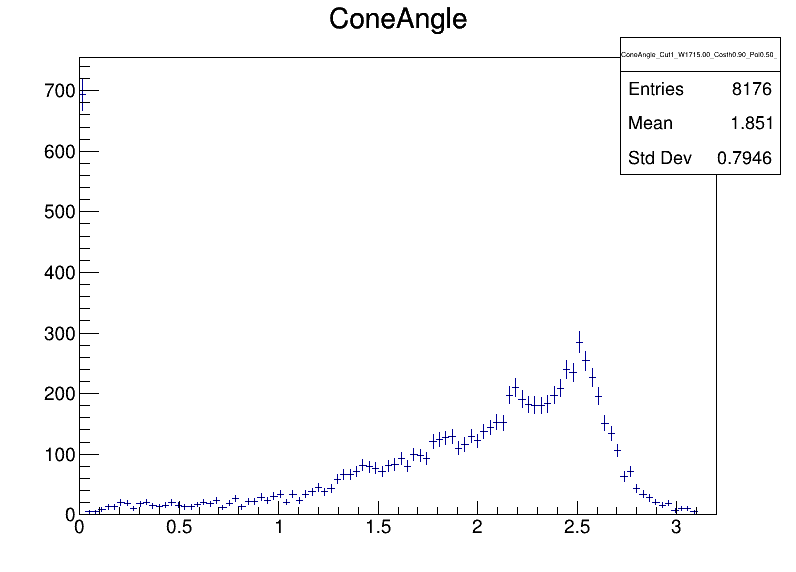 ConeAngle
ConeAngle_Cut1_W1715.00_Costh0.90_Pol0.50_
Entries 8176
Mean 1.851
Std Dev 0.7946
700
600
500
400
300
200
100
0
0 0.5 1 1.5 2 2.5 3